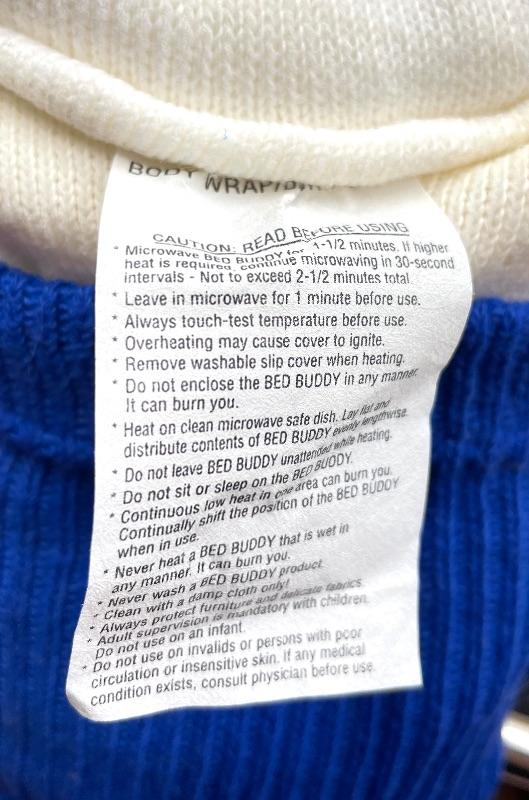 BODY WRAP/
CAUTION: READ BEFORE USING
* Microwave BED BUDDY for 1-1/2 minutes. If higher
heat is required, continue microwaving in 30-second
intervals - Not to exceed 2-1/2 minutes total
* Leave in microwave for 1 minute before use.
* Always touch-test temperature before use.
* Overheating may cause cover to ignite.
* Remove washable slip cover when heating.
* Do not enclose the BED BUDDY in any manner.
It can burn you.
* Heat on clean microwave safe dish. Lay flat and
distribute contents of BED BUDDY evenly lengthwise.
* Do not leave BED BUDDY unattended while heating.
* Do not sit or sleep on the BED BUDDY.
* Continuous low heat in one area can burn you.
Continually shift the position of the BED BUDDY
when in use.
* Never heat a BED BUDDY that is wet in
any manner. It can burn you.
* Never wash a BED BUDDY product.
- Clean with a damp cloth only!
* Always protect furniture and delicate fabrics.
* Adult supervision is mandatory with children.
Do not use on an infant.
* Do not use on invalids or persons with poor
circulation or insensitive skin. If any medical
condition exists, consult physician before use.